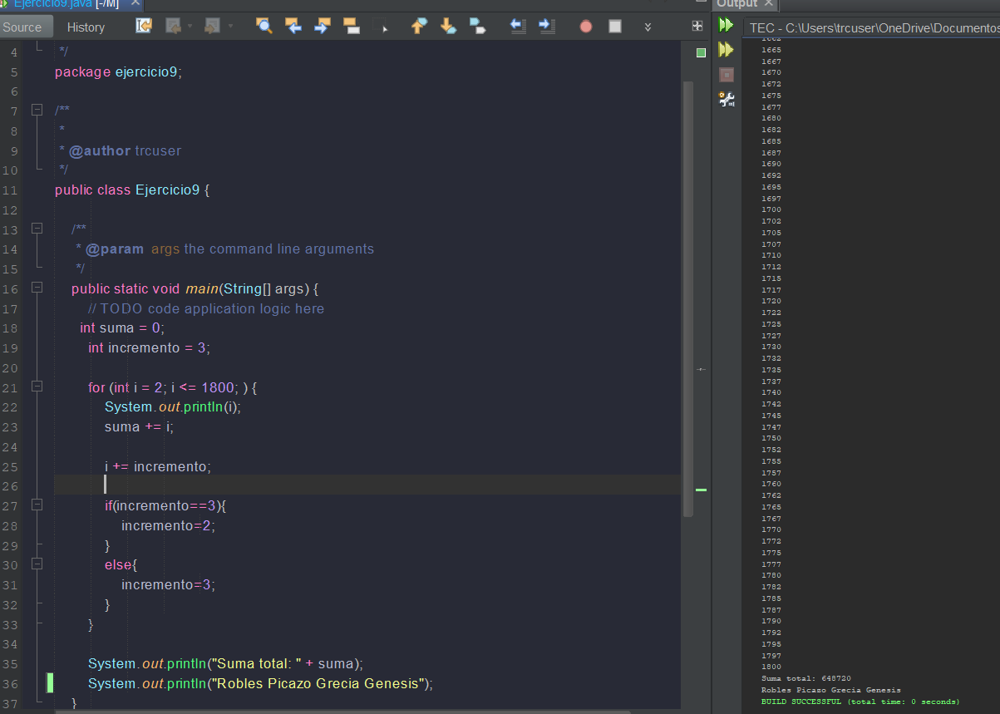 Ejercicio9.java [-/M]
Source History
4 */
5 package ejercicio9;
6
7 /**
8 *
9 * @author trcuser
10 */
11 public class Ejercicio9 {
12
13 /**
14 * @param args the command line arguments
15 */
16 public static void main(String[] args) {
17 // TODO code application logic here
18 int suma = 0;
19 int incremento = 3;
20
21 for (int i = 2; i <= 1800; ) {
22 System.out.println(i);
23 suma += i;
24
25 i += incremento;
26
27 if(incremento==3){
28 incremento=2;
29 }
30 else{
31 incremento=3;
32 }
33 }
34
35 System.out.println("Suma total: " + suma);
36 System.out.println("Robles Picazo Grecia Genesis");
37 }
Output
TEC - C:\Users\trcuser\OneDrive\Documentos
1662
1665
1667
1670
1672
1675
1677
1680
1682
1685
1687
1690
1692
1695
1697
1700
1702
1705
1707
1710
1712
1715
1717
1720
1722
1725
1727
1730
1732
1735
1737
1740
1742
1745
1747
1750
1752
1755
1757
1760
1762
1765
1767
1770
1772
1775
1777
1780
1782
1785
1787
1790
1792
1795
1797
1800
Suma total: 648720
Robles Picazo Grecia Genesis
BUILD SUCCESSFUL (total time: 0 seconds)